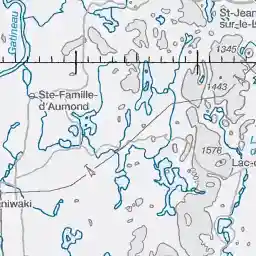 Gatineau
St-Jean
sur-le-L
1345
Ste-Famille-
d'Aumond
1443
1576
Lac-
niwaki